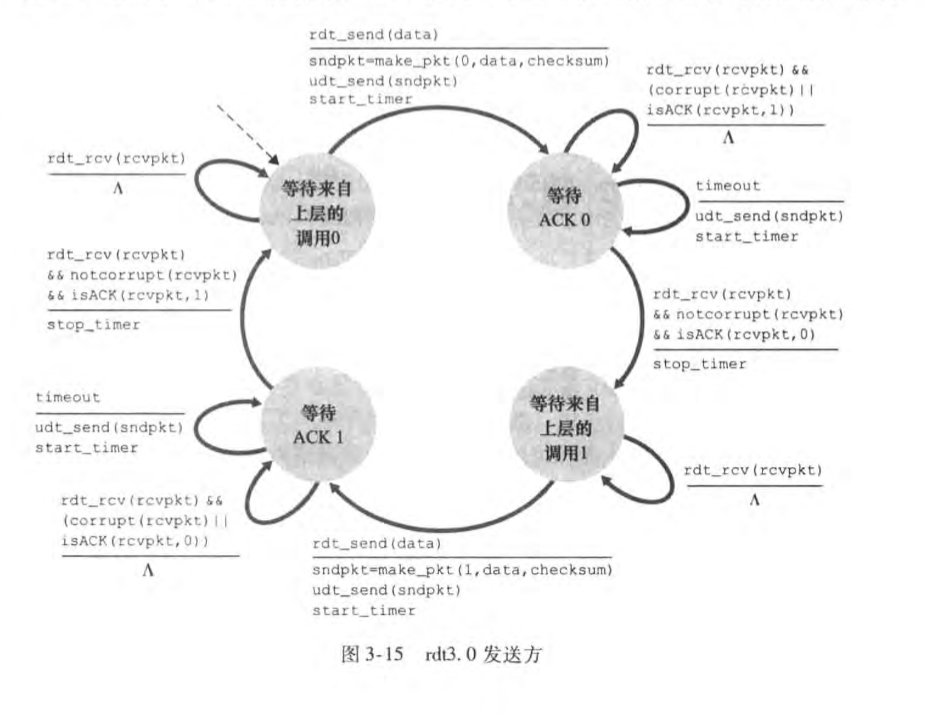 rdt_send(data)
sndpkt=make_pkt(0,data,checksum)
udt_send(sndpkt)
start_timer
rdt_rcv(rcvpkt) &&
(corrupt(rcvpkt)||
isACK(rcvpkt,1))
Λ
rdt_rcv(rcvpkt)
Λ
等待来自
上层的
调用0
等待
ACK 0
timeout
udt_send(sndpkt)
start_timer
rdt_rcv(rcvpkt)
&& notcorrupt(rcvpkt)
&& isACK(rcvpkt,1)
stop_timer
rdt_rcv(rcvpkt)
&& notcorrupt(rcvpkt)
&& isACK(rcvpkt,0)
stop_timer
timeout
udt_send(sndpkt)
start_timer
等待
ACK 1
等待来自
上层的
调用1
rdt_rcv(rcvpkt)
Λ
rdt_rcv(rcvpkt) &&
(corrupt(rcvpkt)||
isACK(rcvpkt,0))
Λ
rdt_send(data)
sndpkt=make_pkt(1,data,checksum)
udt_send(sndpkt)
start_timer
图 3-15 rdt3.0 发送方